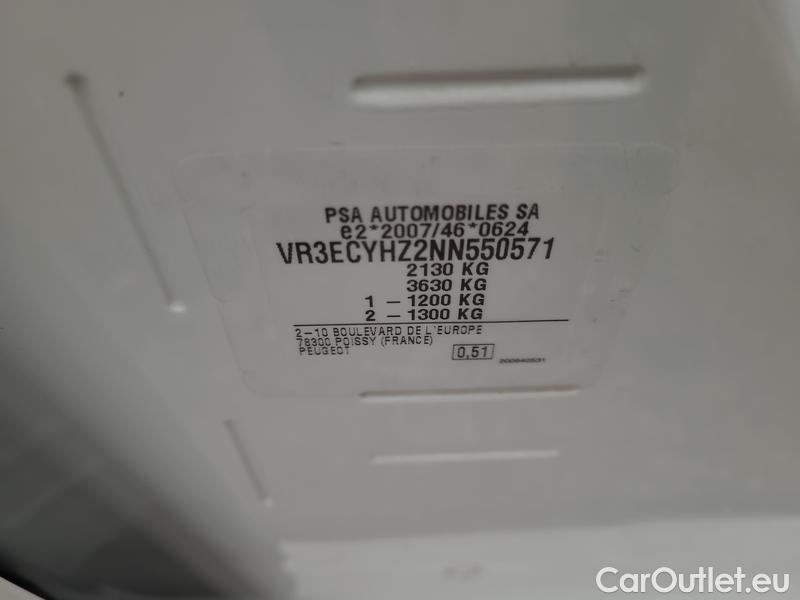 PSA AUTOMOBILES SA
e2*2007/46*0624
VR3ECYHZ2NN550571
2130 KG
3630 KG
1 – 1200 KG
2 – 1300 KG
2–10 BOULEVARD DE L'EUROPE
78300 POISSY (FRANCE)
PEUGEOT
0,51
200840531
CarOutlet.eu